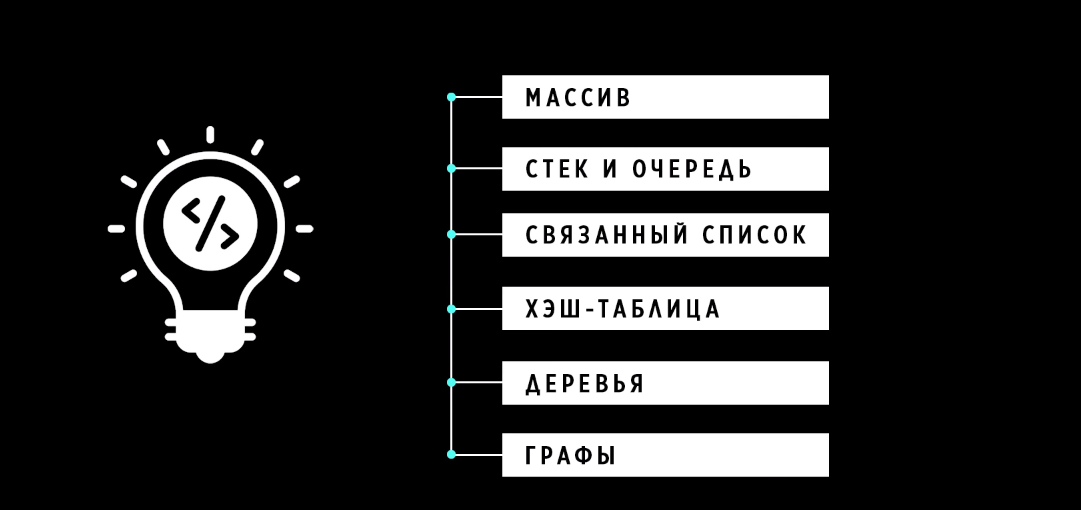 МАССИВ
СТЕК И ОЧЕРЕДЬ
СВЯЗАННЫЙ СПИСОК
ХЭШ-ТАБЛИЦА
ДЕРЕВЬЯ
ГРАФЫ